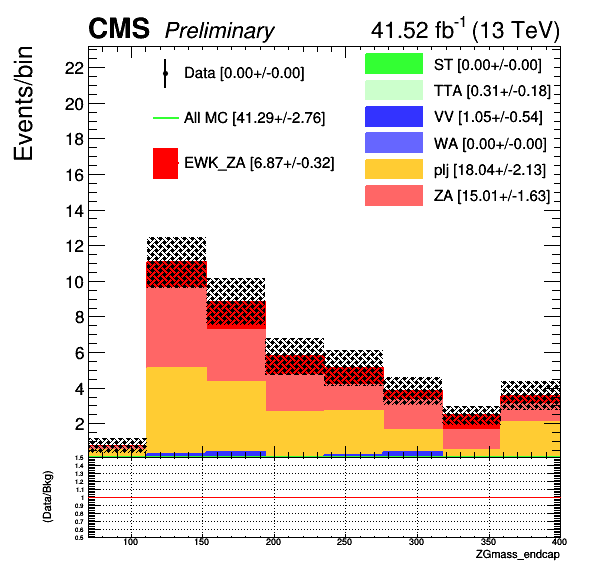 CMS Preliminary 41.52 fb-1 (13 TeV)
Events/bin
22
20
18
16
14
12
10
8
6
4
2
Data [0.00+/-0.00]
All MC [41.29+/-2.76]
EWK_ZA [6.87+/-0.32]
ST [0.00+/-0.00]
TTA [0.31+/-0.18]
VV [1.05+/-0.54]
WA [0.00+/-0.00]
plj [18.04+/-2.13]
ZA [15.01+/-1.63]
(Data/Bkg)
1.5
1.4
1.3
1.2
1.1
1
0.9
0.8
0.7
0.6
0.5
100 150 200 250 300 350 400
ZGmass_endcap